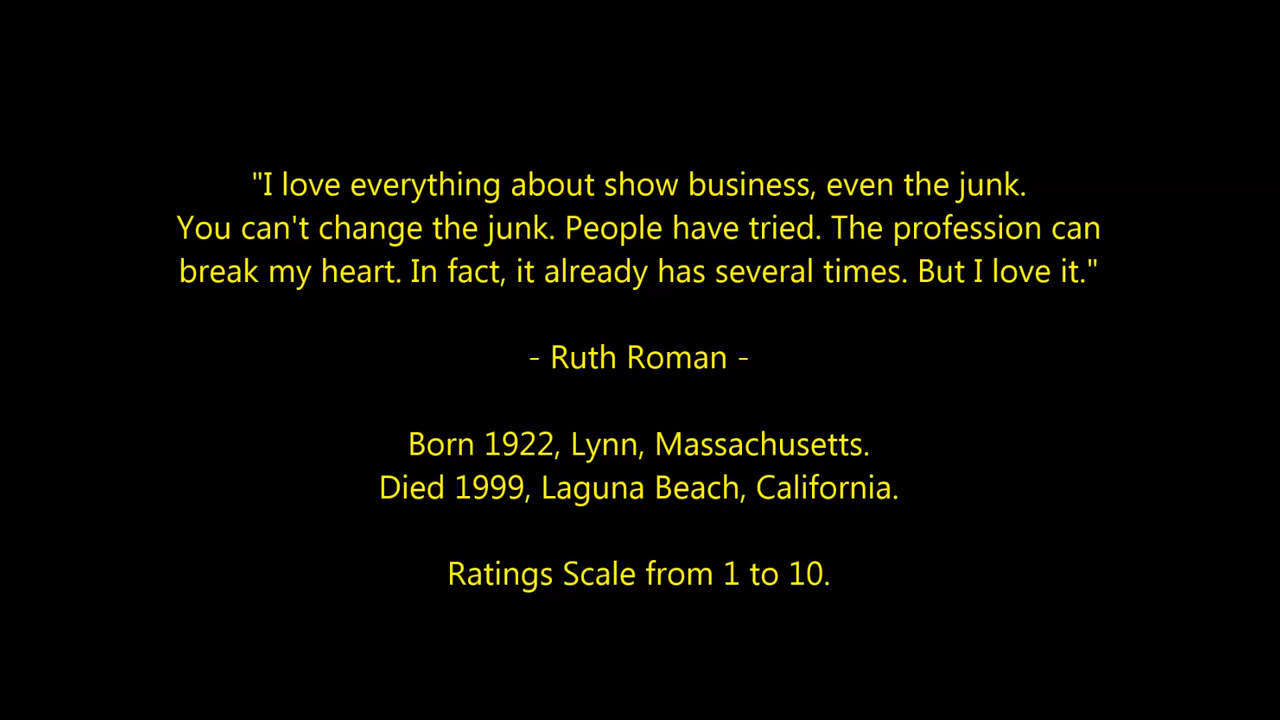 "I love everything about show business, even the junk.
You can't change the junk. People have tried. The profession can
break my heart. In fact, it already has several times. But I love it."
- Ruth Roman -
Born 1922, Lynn, Massachusetts.
Died 1999, Laguna Beach, California.
Ratings Scale from 1 to 10.